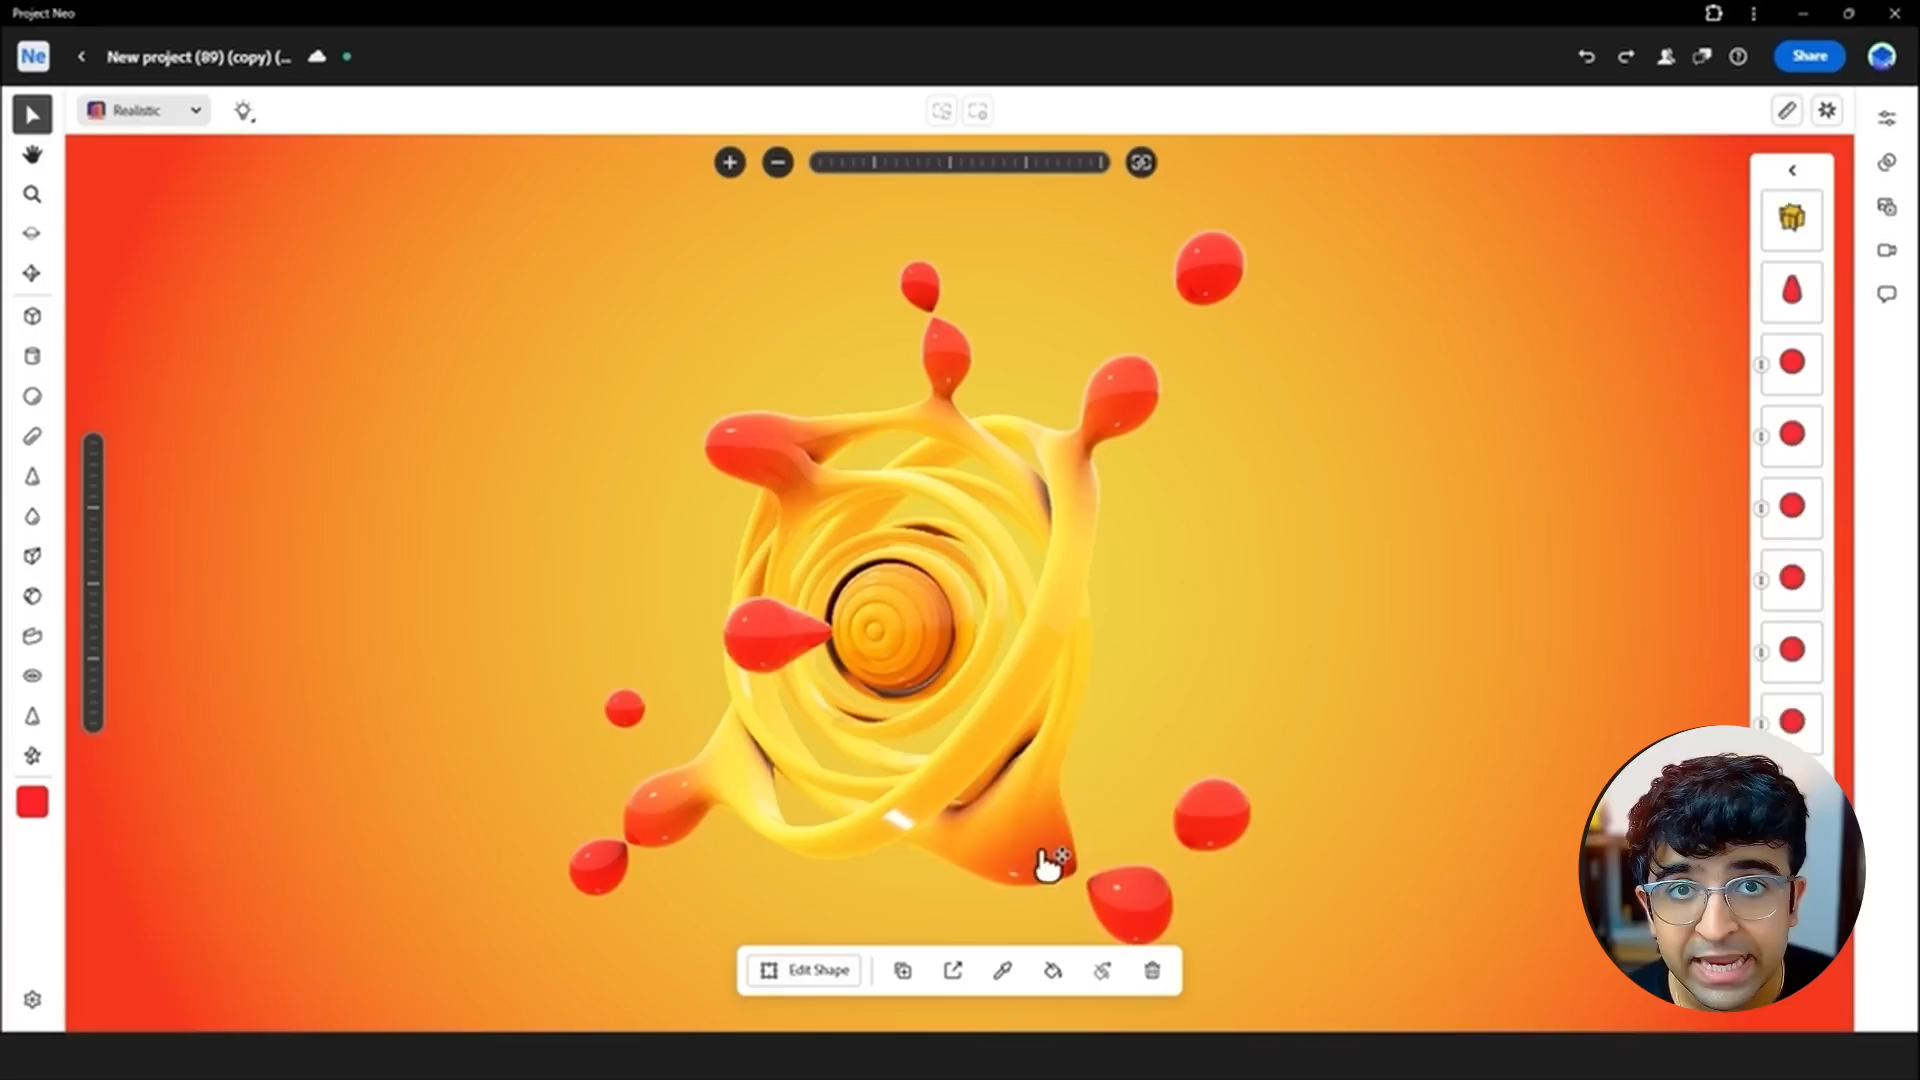 Project Neo
Ne
New project (89) (copy) (...
Share
Realistic
Edit Shape